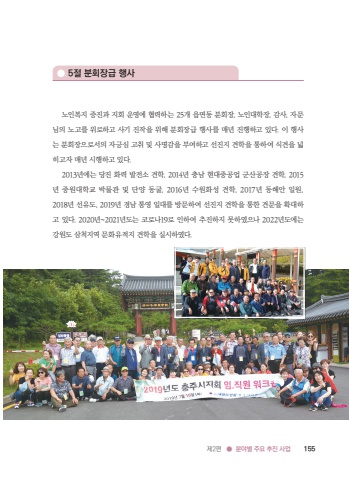 5절 분회장급 행사
노인복지 증진과 지회 운영에 협력하는 25개 읍면동 분회장, 노인대학장, 감사, 자문
님의 노고를 위로하고 사기 진작을 위해 분회장급 행사를 매년 진행하고 있다. 이 행사
는 분회장으로서의 자긍심 고취 및 사명감을 부여하고 선진지 견학을 통하여 식견을 넓
히고자 매년 시행하고 있다.
2013년에는 당진 화력 발전소 견학, 2014년 충남 현대중공업 군산공장 견학, 2015
년 중원대학교 박물관 및 단양 동굴, 2016년 수원화성 견학, 2017년 동해안 일원,
2018년 선유도, 2019년 경남 통영 일대를 방문하여 선진지 견학을 통한 견문을 확대하
고 있다. 2020년~2021년도는 코로나19로 인하여 추진하지 못하였으나 2022년도에는
강원도 삼척지역 문화유적지 견학을 실시하였다.
2019년도 충주시지회 임.직원 워크
제2편 ● 분야별 주요 추진 사업 155